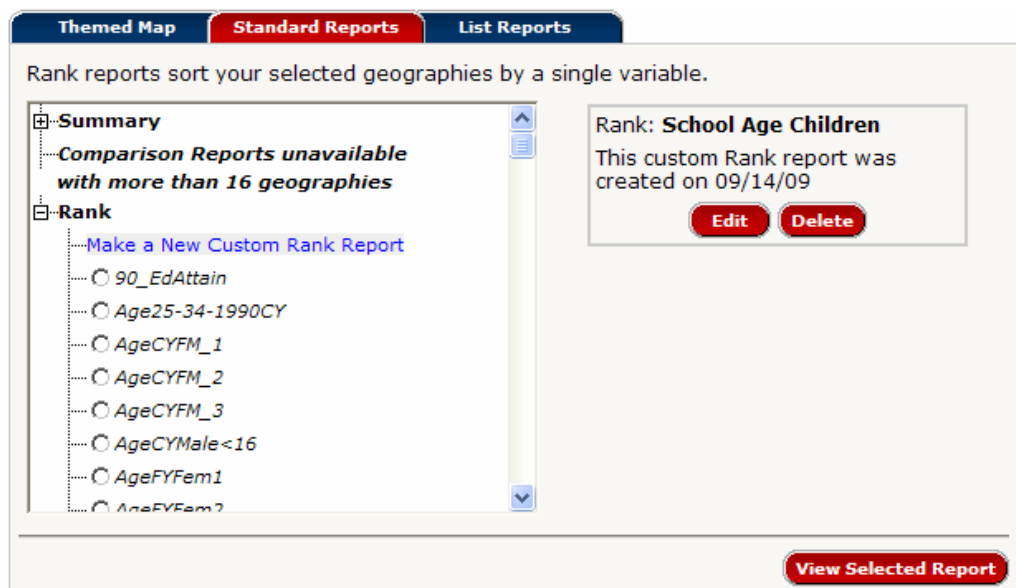 Themed Map
Standard Reports
List Reports
Rank reports sort your selected geographies by a single variable.
Summary
Comparison Reports unavailable
with more than 16 geographies
Rank
Make a New Custom Rank Report
90_EdAttain
Age25-34-1990CY
AgeCYFM_1
AgeCYFM_2
AgeCYFM_3
AgeCYMale<16
AgeFYFem1
AgeFYFem2
Rank: School Age Children
This custom Rank report was
created on 09/14/09
Edit
Delete
View Selected Report